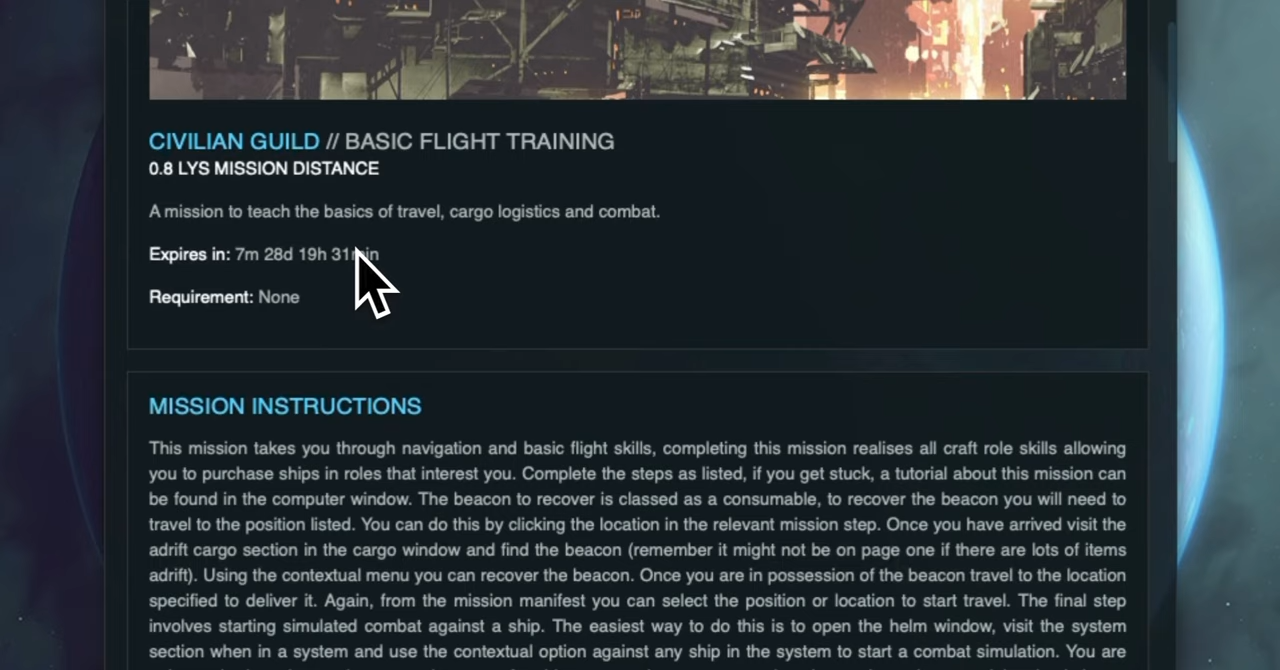 CIVILIAN GUILD // BASIC FLIGHT TRAINING
0.8 LYS MISSION DISTANCE
A mission to teach the basics of travel, cargo logistics and combat.
Expires in: 7m 28d 19h 31min
Requirement: None
MISSION INSTRUCTIONS
This mission takes you through navigation and basic flight skills, completing this mission realises all craft role skills allowing
you to purchase ships in roles that interest you. Complete the steps as listed, if you get stuck, a tutorial about this mission can
be found in the computer window. The beacon to recover is classed as a consumable, to recover the beacon you will need to
travel to the position listed. You can do this by clicking the location in the relevant mission step. Once you have arrived visit the
adrift cargo section in the cargo window and find the beacon (remember it might not be on page one if there are lots of items
adrift). Using the contextual menu you can recover the beacon. Once you are in possession of the beacon travel to the location
specified to deliver it. Again, from the mission manifest you can select the position or location to start travel. The final step
involves starting simulated combat against a ship. The easiest way to do this is to open the helm window, visit the system
section when in a system and use the contextual option against any ship in the system to start a combat simulation. You are